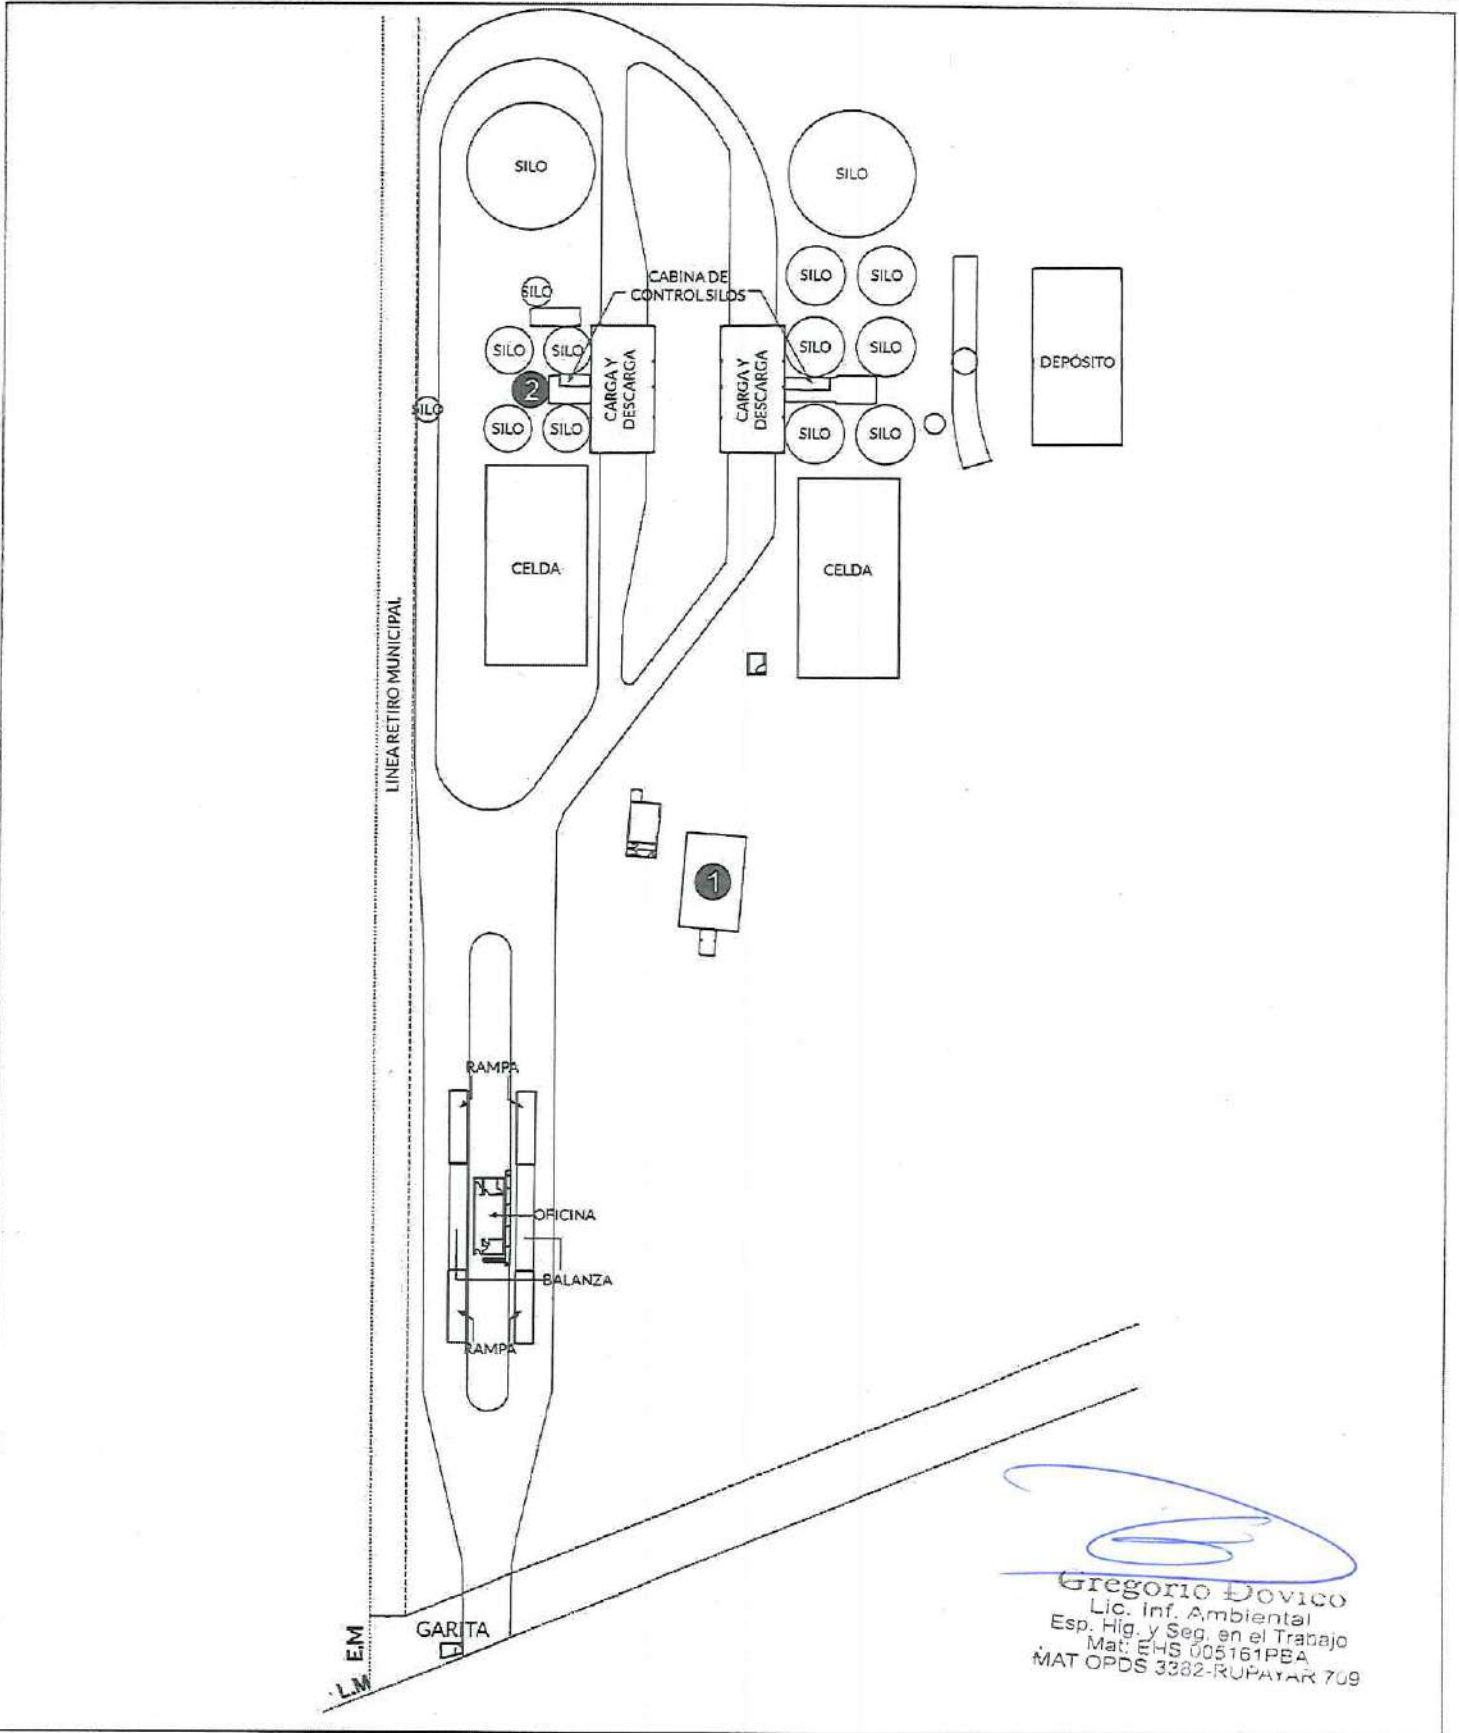 SILO
SILO
CABINA DE
CONTROL SILOS
SILO
SILO
SILO
SILO
SILO
SILO
SILO
CARGA Y
DESCARGA
CARGA Y
DESCARGA
DEPÓSITO
2
SILO
SILO
SILO
SILO
SILO
CELDA
CELDA
LINEA RETIRO MUNICIPAL
1
RAMPA
OFICINA
BALANZA
RAMPA
GARITA
E.M
L.M
Gregorio Dovico
Lic. Inf. Ambiental
Esp. Hig. y Seg. en el Trabajo
Mat: EHS 005161PBA
MAT OPDS 3382-RUPAYAR 709